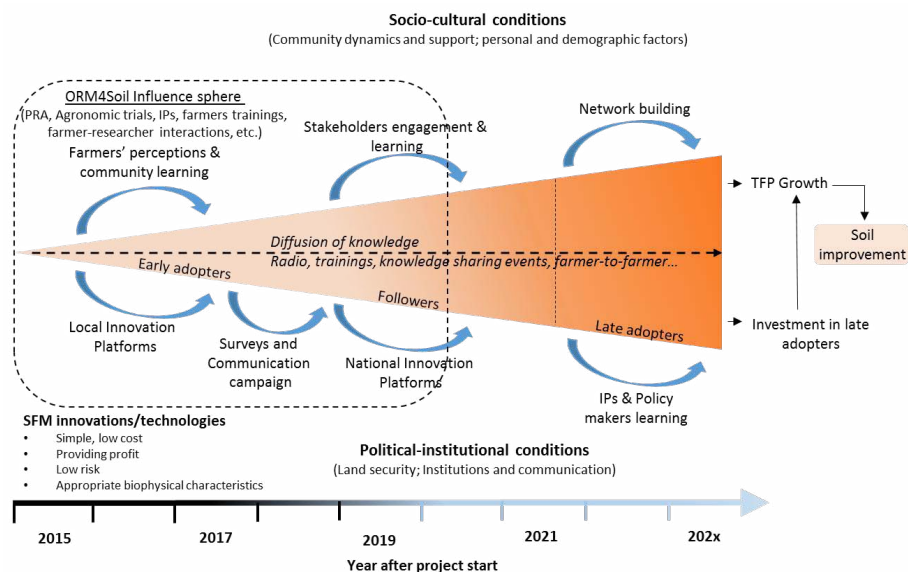 Socio-cultural conditions
(Community dynamics and support; personal and demographic factors)
ORM4Soil Influence sphere
(PRA, Agronomic trials, IPs, farmers trainings,
farmer-researcher interactions, etc.)
Farmers' perceptions &
community learning
Stakeholders engagement &
learning
Network building
TFP Growth
Soil
improvement
Diffusion of knowledge
Radio, trainings, knowledge sharing events, farmer-to-farmer...
Early adopters
Followers
Late adopters
Local Innovation
Platforms
Surveys and
Communication
campaign
National Innovation
Platforms
IPs & Policy
makers learning
Investment in late
adopters
SFM innovations/technologies
• Simple, low cost
• Providing profit
• Low risk
• Appropriate biophysical characteristics
Political-institutional conditions
(Land security; Institutions and communication)
2015
2017
2019
2021
202x
Year after project start